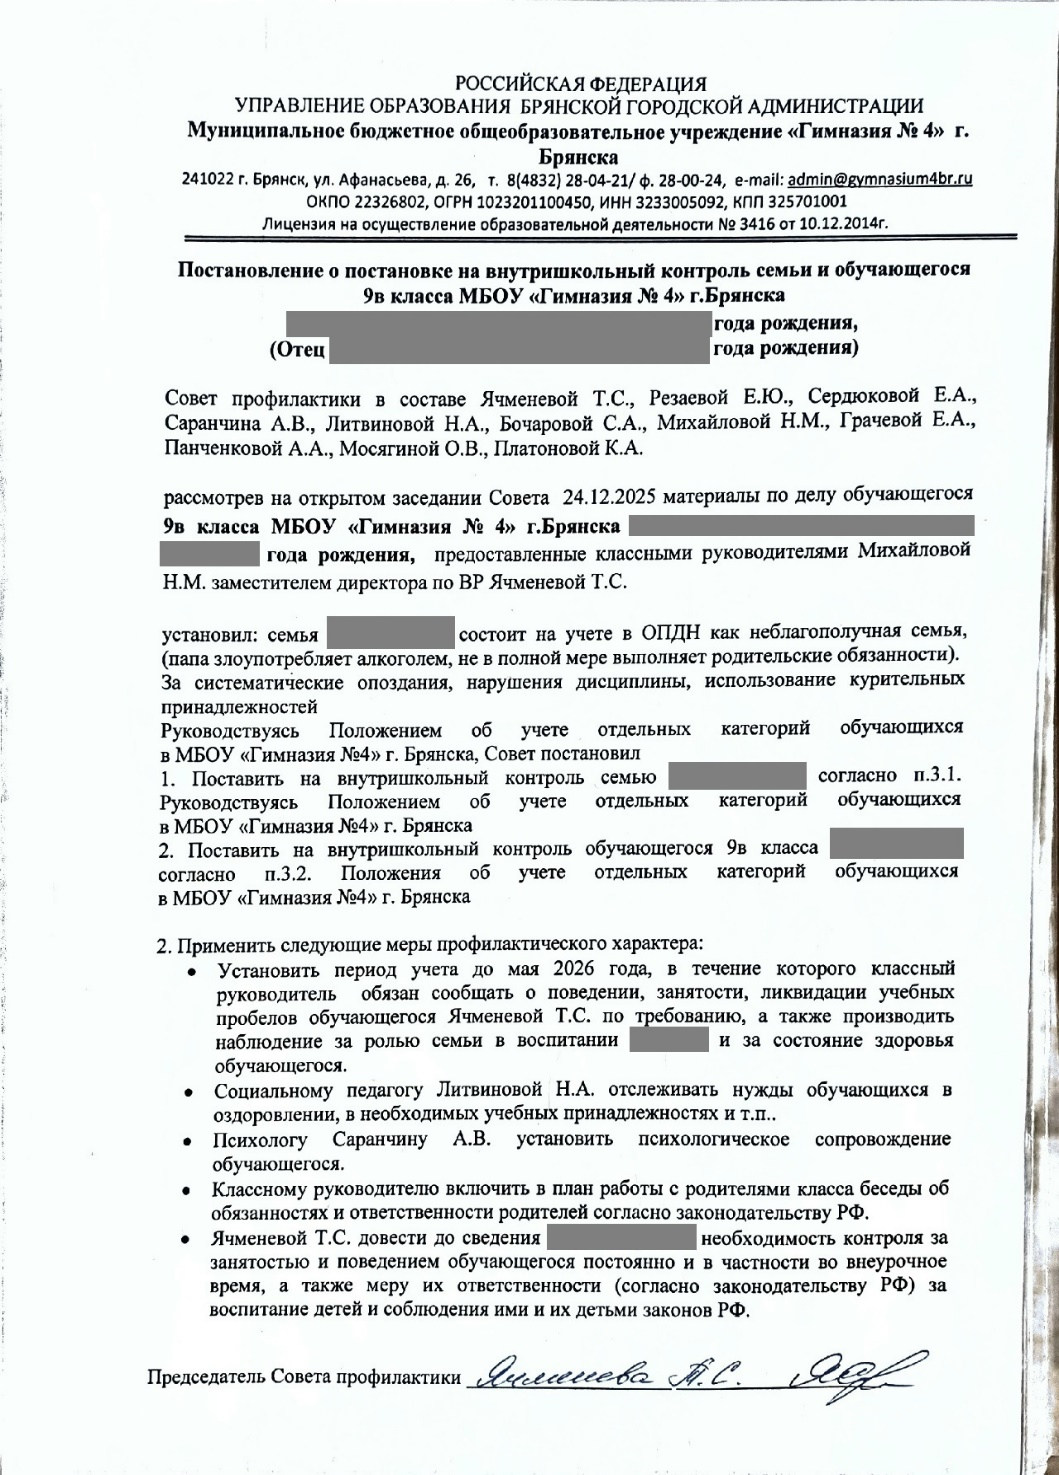 РОССИЙСКАЯ ФЕДЕРАЦИЯ
УПРАВЛЕНИЕ ОБРАЗОВАНИЯ БРЯНСКОЙ ГОРОДСКОЙ АДМИНИСТРАЦИИ
Муниципальное бюджетное общеобразовательное учреждение «Гимназия № 4» г.
Брянска
241022 г. Брянск, ул. Афанасьева, д. 26, т. 8(4832) 28-04-21/ ф. 28-00-24, e-mail: admin@gymnasium4br.ru
ОКПО 22326802, ОГРН 1023201100450, ИНН 3233005092, КПП 325701001
Лицензия на осуществление образовательной деятельности № 3416 от 10.12.2014г.
Постановление о постановке на внутришкольный контроль семьи и обучающегося
9в класса МБОУ «Гимназия № 4» г.Брянска
года рождения,
(Отец года рождения)
Совет профилактики в составе Ячменевой Т.С., Резаевой Е.Ю., Сердюковой Е.А.,
Саранчина А.В., Литвиновой Н.А., Бочаровой С.А., Михайловой Н.М., Грачевой Е.А.,
Панченковой А.А., Мосягиной О.В., Платоновой К.А.
рассмотрев на открытом заседании Совета 24.12.2025 материалы по делу обучающегося
9в класса МБОУ «Гимназия № 4» г.Брянска
года рождения, предоставленные классными руководителями Михайловой
Н.М. заместителем директора по ВР Ячменевой Т.С.
установил: семья состоит на учете в ОПДН как неблагополучная семья,
(папа злоупотребляет алкоголем, не в полной мере выполняет родительские обязанности).
За систематические опоздания, нарушения дисциплины, использование курительных
принадлежностей
Руководствуясь Положением об учете отдельных категорий обучающихся
в МБОУ «Гимназия №4» г. Брянска, Совет постановил
1. Поставить на внутришкольный контроль семью согласно п.3.1.
Руководствуясь Положением об учете отдельных категорий обучающихся
в МБОУ «Гимназия №4» г. Брянска
2. Поставить на внутришкольный контроль обучающегося 9в класса
согласно п.3.2. Положения об учете отдельных категорий обучающихся
в МБОУ «Гимназия №4» г. Брянска
2. Применить следующие меры профилактического характера:
• Установить период учета до мая 2026 года, в течение которого классный
руководитель обязан сообщать о поведении, занятости, ликвидации учебных
пробелов обучающегося Ячменевой Т.С. по требованию, а также производить
наблюдение за ролью семьи в воспитании и за состояние здоровья
обучающегося.
• Социальному педагогу Литвиновой Н.А. отслеживать нужды обучающихся в
оздоровлении, в необходимых учебных принадлежностях и т.п..
• Психологу Саранчину А.В. установить психологическое сопровождение
обучающегося.
• Классному руководителю включить в план работы с родителями класса беседы об
обязанностях и ответственности родителей согласно законодательству РФ.
• Ячменевой Т.С. довести до сведения необходимость контроля за
занятостью и поведением обучающегося постоянно и в частности во внеурочное
время, а также меру их ответственности (согласно законодательству РФ) за
воспитание детей и соблюдения ими и их детьми законов РФ.
Председатель Совета профилактики Ячменева Т.С.